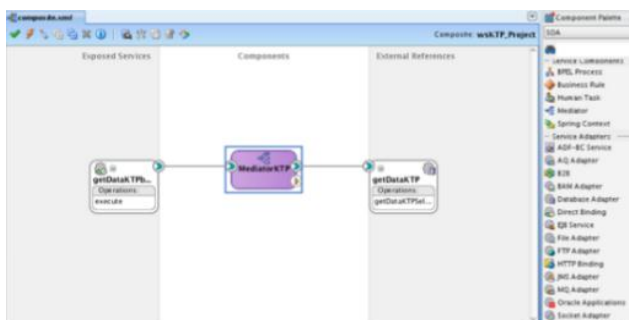 composite.xml
Composite: wsKTP_Project
Exposed Services
Components
External References
getDataKTPb...
Operations
execute
MediatorKTP
getDataKTP
Operations
getDataKTPSel...
Component Palette
SOA
Service Components
BPEL Process
Business Rule
Human Task
Mediator
Spring Context
Service Adapters
ADF-BC Service
AQ Adapter
B2B
BAM Adapter
Database Adapter
Direct Binding
EJB Service
File Adapter
FTP Adapter
HTTP Binding
JMS Adapter
MQ Adapter
Oracle Applications
Socket Adapter